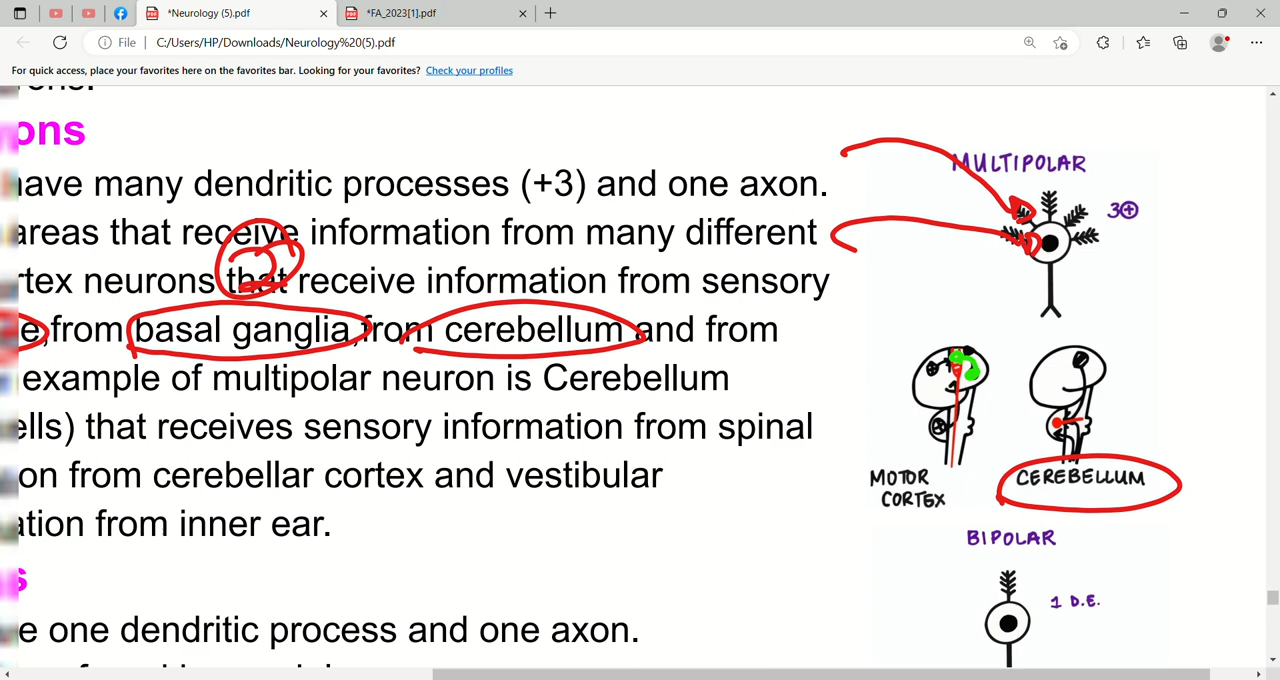 *Neurology (5).pdf
*FA_2023[1].pdf
File C:/Users/HP/Downloads/Neurology%20(5).pdf
For quick access, place your favorites here on the favorites bar. Looking for your favorites? Check your profiles
rons.
ons
have many dendritic processes (+3) and one axon.
areas that receive information from many different
rtex neurons that receive information from sensory
e,from basal ganglia,from cerebellum and from
example of multipolar neuron is Cerebellum
ells) that receives sensory information from spinal
on from cerebellar cortex and vestibular
ation from inner ear.
s
e one dendritic process and one axon.
MULTIPOLAR
3+
MOTOR
CORTEX
CEREBELLUM
BIPOLAR
1 D.E.